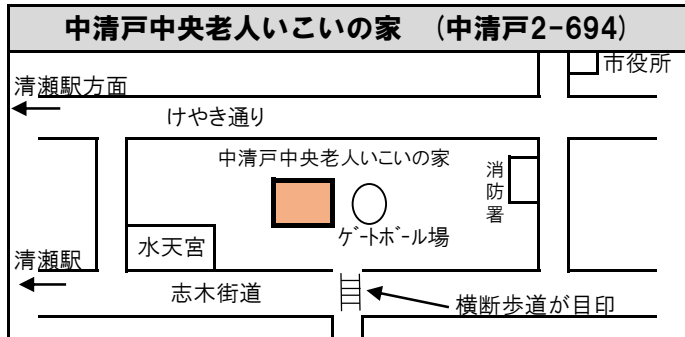 中清戸中央老人いこいの家　(中清戸2-694)
市役所
清瀬駅方面
けやき通り
中清戸中央老人いこいの家
消防署
ｹﾞｰﾄﾎﾞｰﾙ場
水天宮
清瀬駅
志木街道
横断歩道が目印